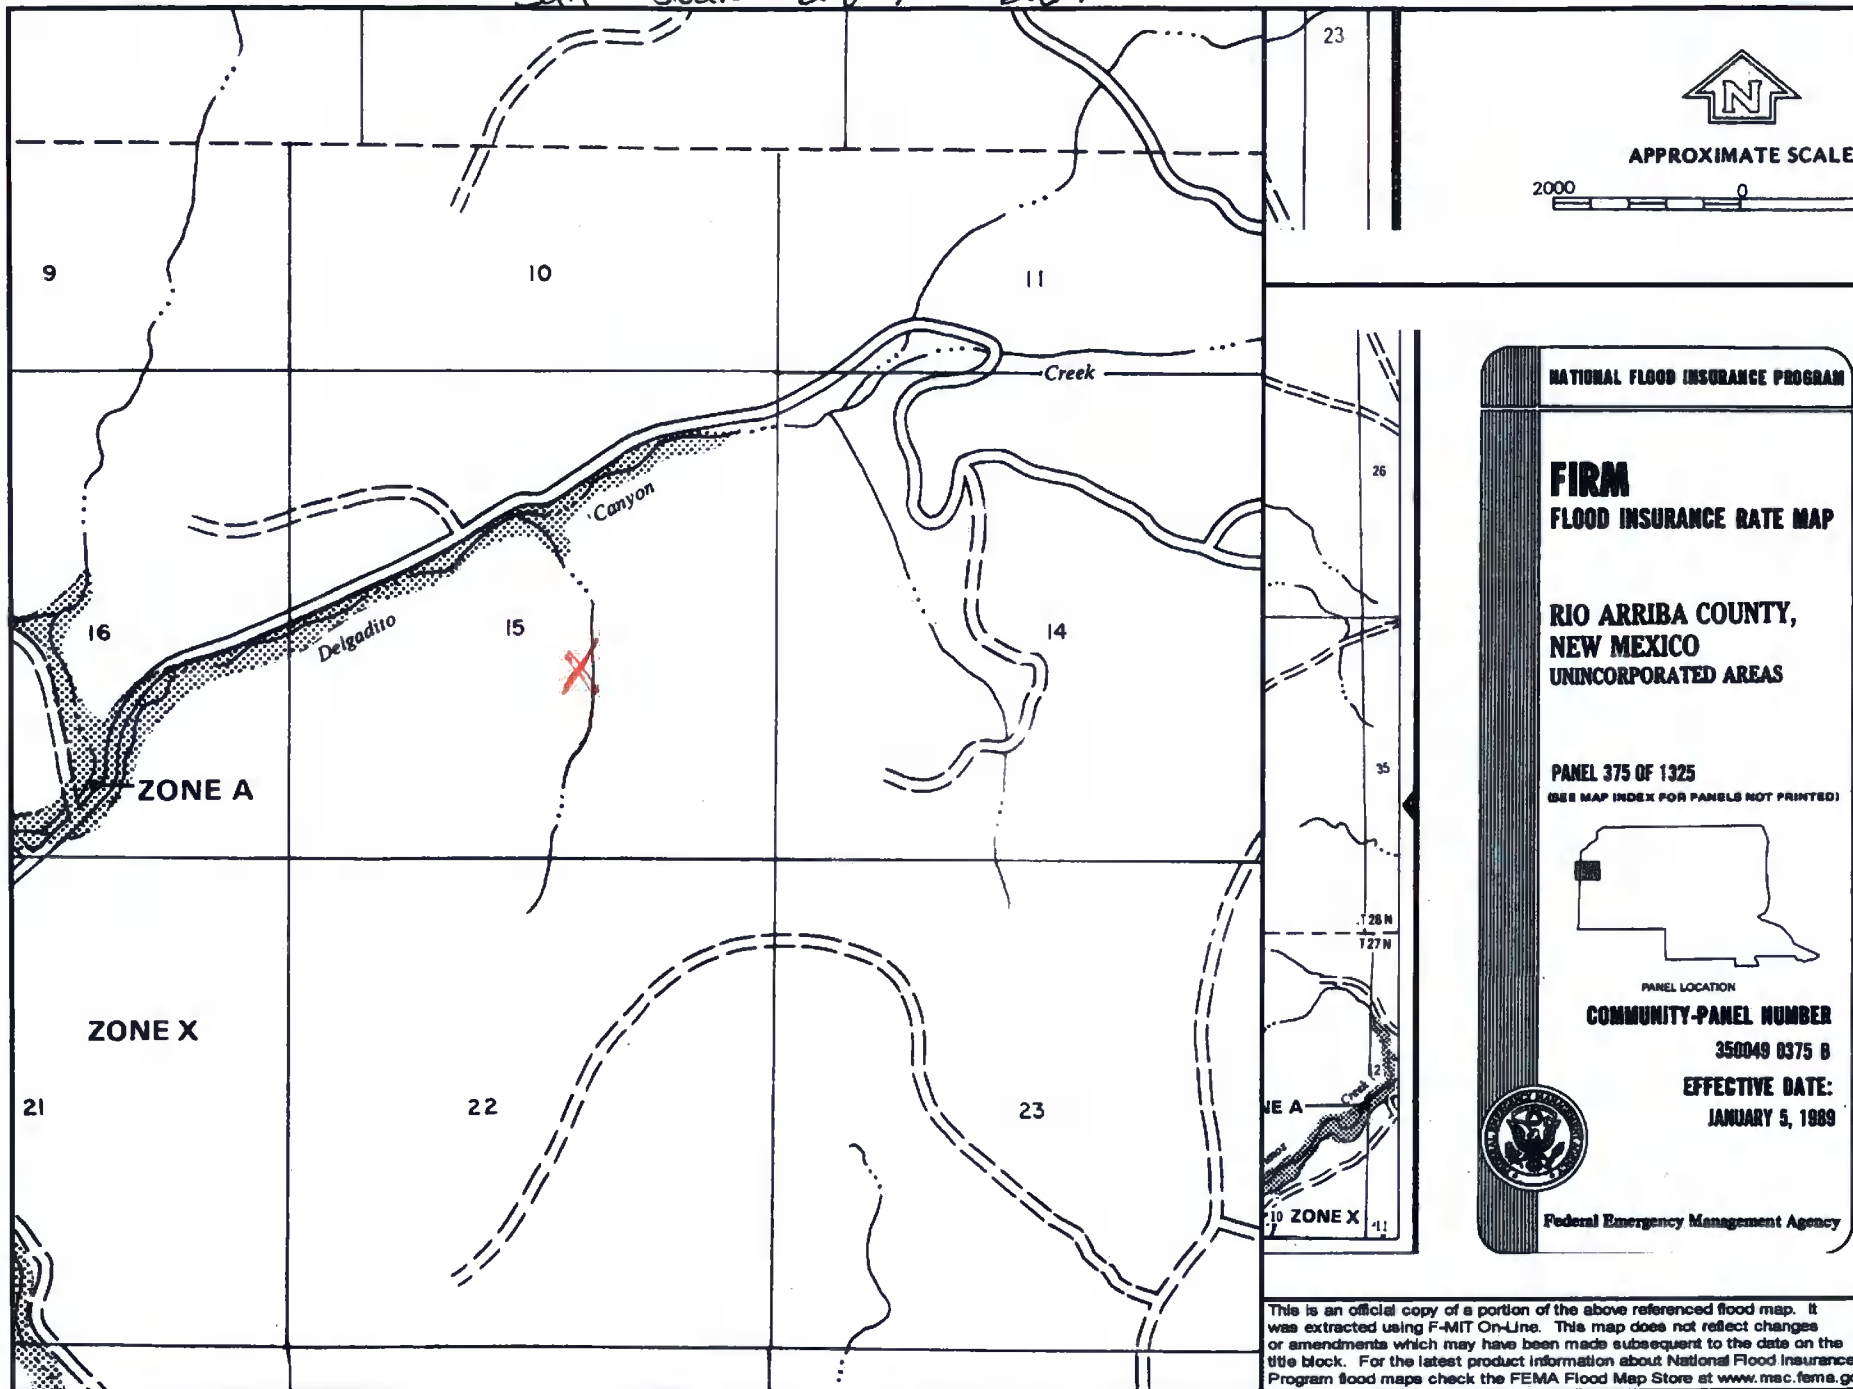 23
N
APPROXIMATE SCALE
2000 0
9
10
11
Creek
26
Canyon
16
Delgadito
15
14
ZONE A
35
T28N
T27N
ZONE X
21
22
23
12
Creek
NE A
10 ZONE X 11
NATIONAL FLOOD INSURANCE PROGRAM
FIRM
FLOOD INSURANCE RATE MAP
RIO ARRIBA COUNTY,
NEW MEXICO
UNINCORPORATED AREAS
PANEL 375 OF 1325
(SEE MAP INDEX FOR PANELS NOT PRINTED)
PANEL LOCATION
COMMUNITY-PANEL NUMBER
350049 0375 B
EFFECTIVE DATE:
JANUARY 5, 1989
Federal Emergency Management Agency
This is an official copy of a portion of the above referenced flood map. It
was extracted using F-MIT On-Line. This map does not reflect changes
or amendments which may have been made subsequent to the date on the
title block. For the latest product information about National Flood Insurance
Program flood maps check the FEMA Flood Map Store at www.msc.fema.go